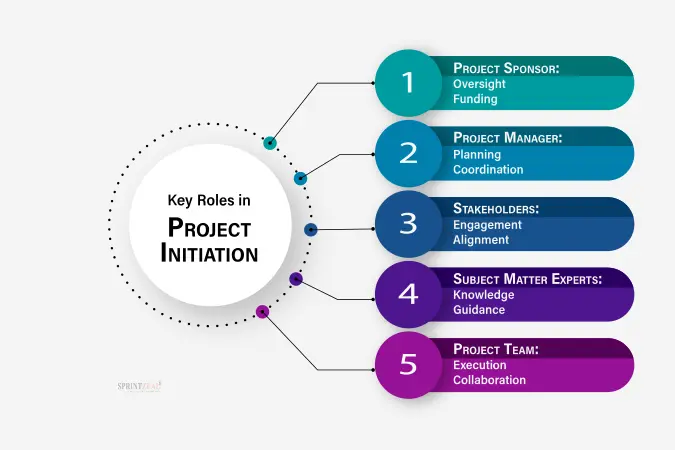 Key Roles in
PROJECT
INITIATION
1
PROJECT SPONSOR:
Oversight
Funding
2
PROJECT MANAGER:
Planning
Coordination
3
STAKEHOLDERS:
Engagement
Alignment
4
SUBJECT MATTER EXPERTS:
Knowledge
Guidance
5
PROJECT TEAM:
Execution
Collaboration
SPRINTZEAL